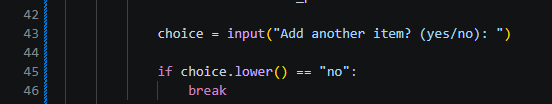 42
43 choice = input("Add another item? (yes/no): ")
44
45 if choice.lower() == "no":
46 break